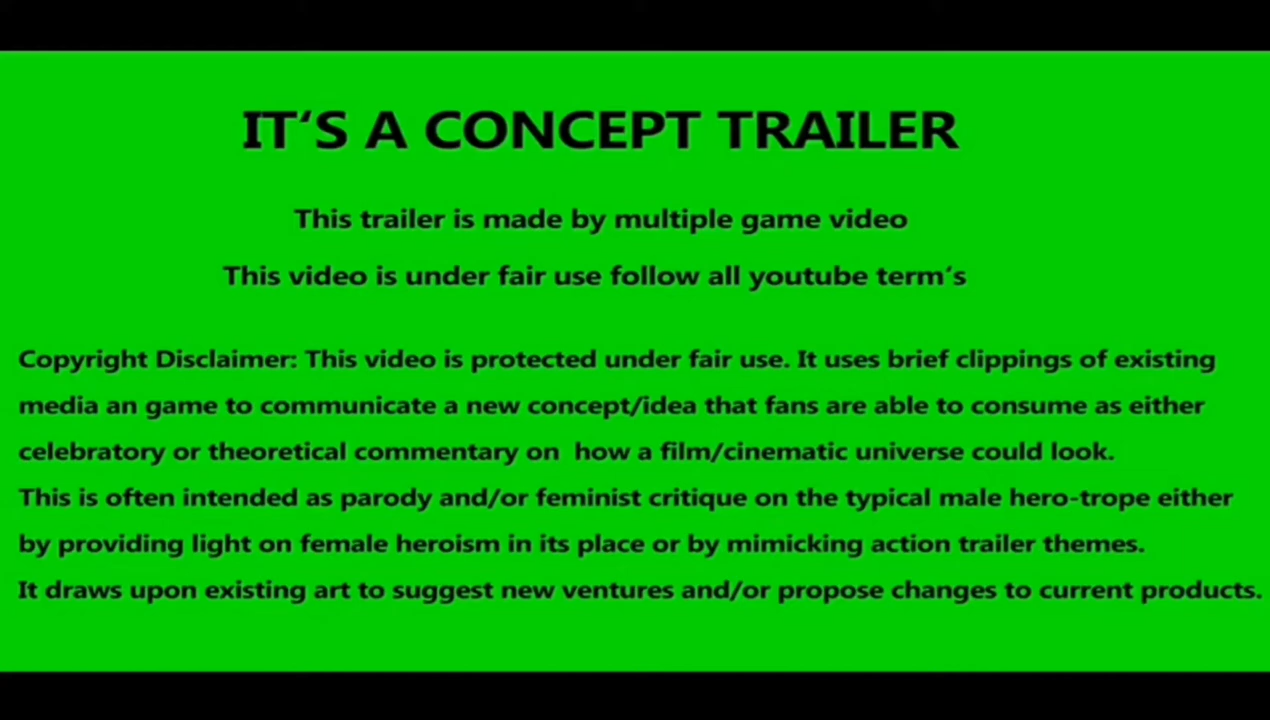 IT‘S A CONCEPT TRAILER
This trailer is made by multiple game video
This video is under fair use follow all youtube term‘s
Copyright Disclaimer: This video is protected under fair use. It uses brief clippings of existing
media an game to communicate a new concept/idea that fans are able to consume as either
celebratory or theoretical commentary on how a film/cinematic universe could look.
This is often intended as parody and/or feminist critique on the typical male hero-trope either
by providing light on female heroism in its place or by mimicking action trailer themes.
It draws upon existing art to suggest new ventures and/or propose changes to current products.